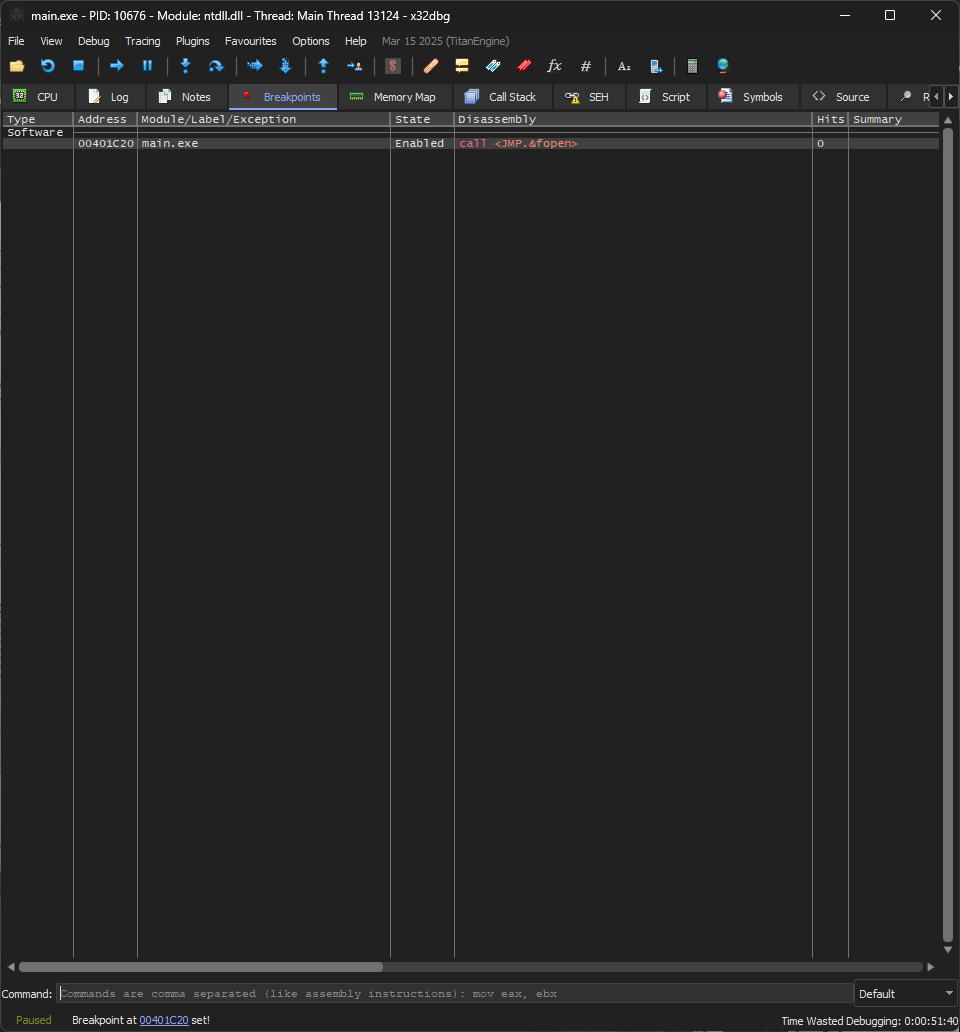 main.exe - PID: 10676 - Module: ntdll.dll - Thread: Main Thread 13124 - x32dbg
File View Debug Tracing Plugins Favourites Options Help Mar 15 2025 (TitanEngine)
CPU Log Notes Breakpoints Memory Map Call Stack SEH Script Symbols Source R
Type Address Module/Label/Exception State Disassembly Hits Summary
Software
00401C20 main.exe Enabled call <JMP.&fopen> 0
Command: Commands are comma separated (like assembly instructions): mov eax, ebx Default
Paused Breakpoint at 00401C20 set! Time Wasted Debugging: 0:00:51:40